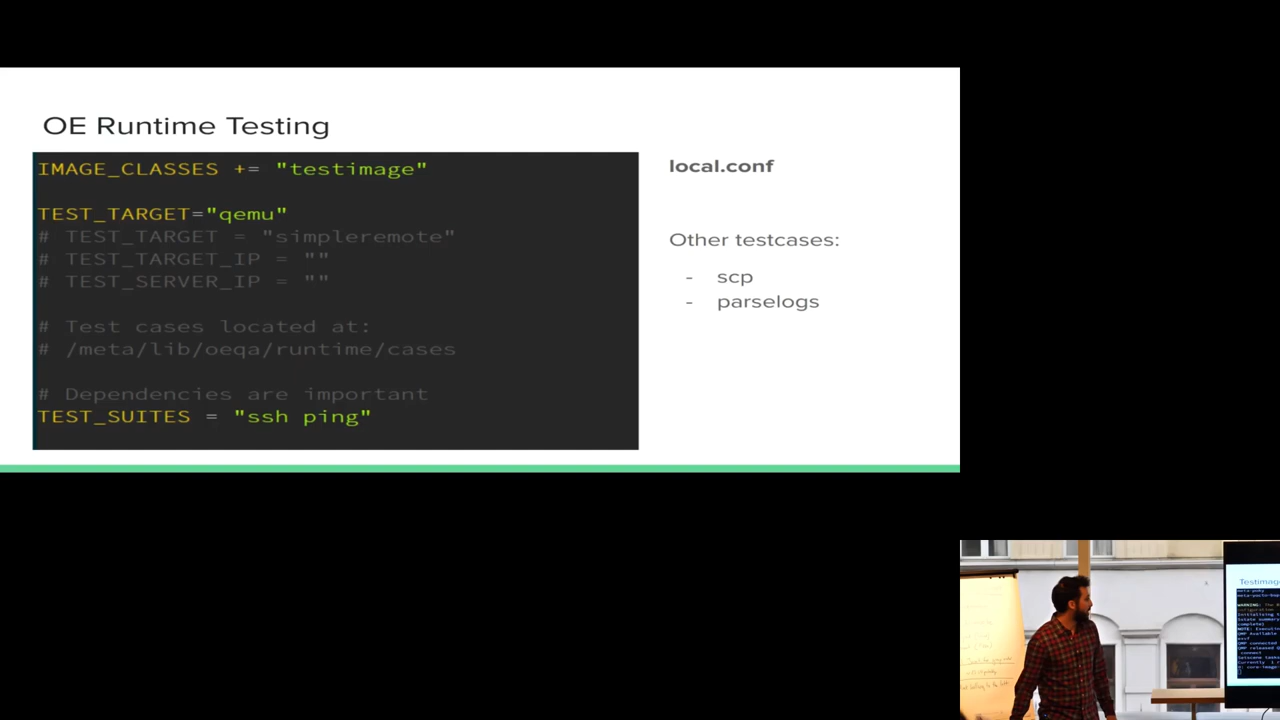 OE Runtime Testing
IMAGE_CLASSES += "testimage"
TEST_TARGET="qemu"
# TEST_TARGET = "simpleremote"
# TEST_TARGET_IP = ""
# TEST_SERVER_IP = ""
# Test cases located at:
# /meta/lib/oeqa/runtime/cases
# Dependencies are important
TEST_SUITES = "ssh ping"
local.conf
Other testcases:
- scp
- parselogs
Testimag